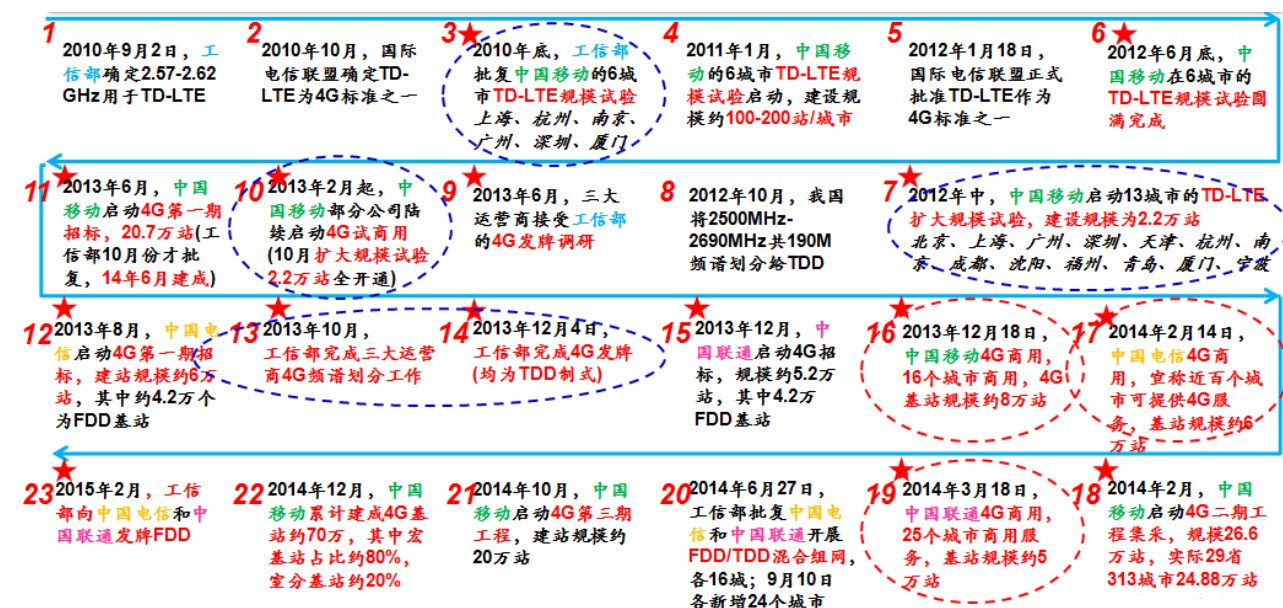 1
2010年9月2日，工
信部确定2.57-2.62
GHz用于TD-LTE
2
2010年10月，国际
电信联盟确定TD-
LTE为4G标准之一
3
2010年底，工信部
批复中国移动的6城
市TD-LTE规模试验
上海、杭州、南京、
广州、深圳、厦门
4
2011年1月，中国移
动的6城市TD-LTE规
模试验启动，建设规
模约100-200站/城市
5
2012年1月18日，
国际电信联盟正式
批准TD-LTE作为
4G标准之一
6
2012年6月底，中
国移动在6城市的
TD-LTE规模试验圆
满完成
7
2012年中，中国移动启动13城市的TD-LTE
扩大规模试验，建设规模为2.2万站
北京、上海、广州、深圳、天津、杭州、南
京、成都、沈阳、福州、青岛、厦门、宁波
8
2012年10月，我国
将2500MHz-
2690MHz共190M
频谱划分给TDD
9
2013年6月，三大
运营商接受工信部
的4G发牌调研
10
2013年2月起，中
国移动部分公司陆
续启动4G试商用
(10月扩大规模试验
2.2万站全开通)
11
2013年6月，中国
移动启动4G第一期
招标，20.7万站(工
信部10月份才批
复，14年6月建成)
12
2013年8月，中国电
信启动4G第一期招
标，建站规模约6万
站，其中约4.2万个
为FDD基站
13
2013年10月，
工信部完成三大运营
商4G频谱划分工作
14
2013年12月4日，
工信部完成4G发牌
(均为TDD制式)
15
2013年12月，中
国联通启动4G招
标，规模约5.2万
站，其中4.2万
FDD基站
16
2013年12月18日，
中国移动4G商用，
16个城市商用，4G
基站规模约8万站
17
2014年2月14日，
中国电信4G商
用，宣称近百个城
市可提供4G服
务，基站规模约6
万站
18
2014年2月，中国
移动启动4G二期工
程集采，规模26.6
万站，实际29省
313城市24.88万站
19
2014年3月18日，
中国联通4G商用，
25个城市商用服
务，基站规模约5
万站
20
2014年6月27日，
工信部批复中国电
信和中国联通开展
FDD/TDD混合组网，
各16城；9月10日
各新增24个城市
21
2014年10月，中国
移动启动4G第三期
工程，建站规模约
20万站
22
2014年12月，中国
移动累计建成4G基
站约70万，其中宏
基站占比约80%，
室分基站约20%
23
2015年2月，工信
部向中国电信和中
国联通发牌FDD